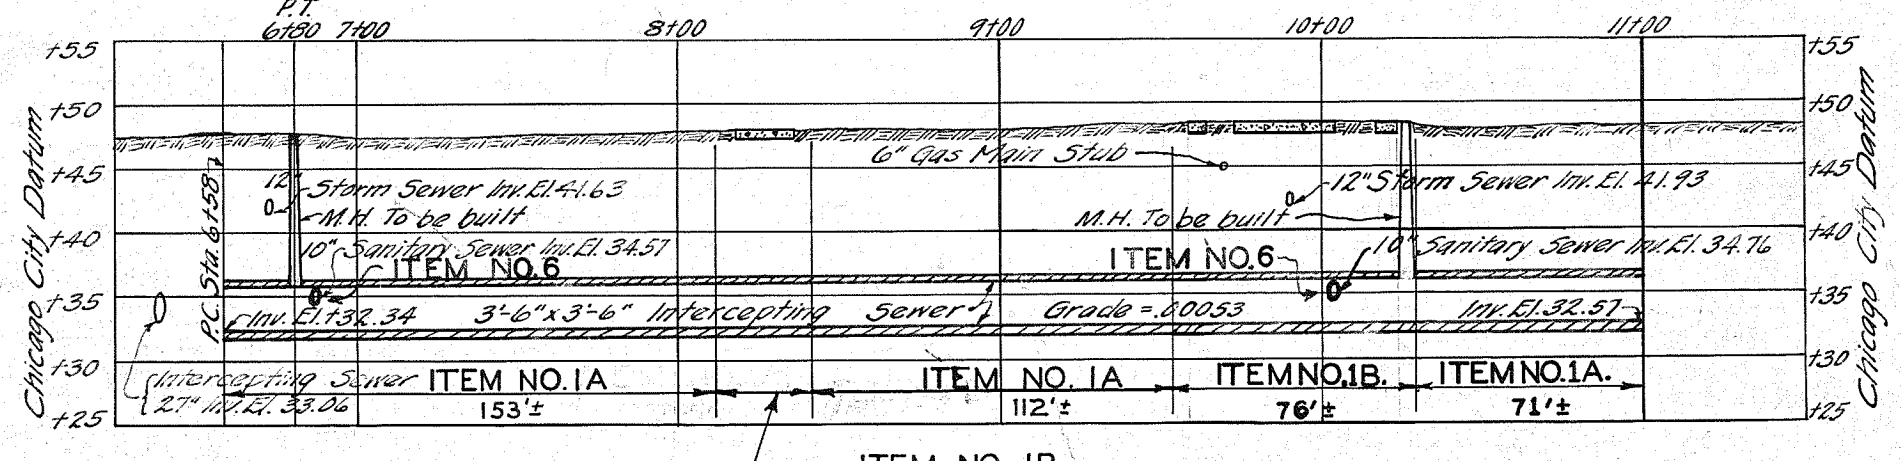 P.T.
6+80 7+00 8+00 9+00 10+00 11+00
+55 +55
+50 +50
6" Gas Main Stub
+45 +45
12" Storm Sewer Inv. El. 41.63
12" Storm Sewer Inv. El. 41.93
M.H. To be built
M.H. To be built
+40 +40
10" Sanitary Sewer Inv. El. 34.57
10" Sanitary Sewer Inv. El. 34.76
ITEM NO. 6
ITEM NO. 6
+35 +35
P.C. Sta. 6+58
Inv. El. +32.34 3'-6" x 3'-6" Intercepting Sewer Grade = .00053 Inv. El. 32.57
+30 +30
Intercepting Sewer
27" Inv. El. 33.06
ITEM NO. 1A ITEM NO. 1A ITEM NO. 1B. ITEM NO. 1A.
153'± 112'± 76'± 71'±
+25 +25
Chicago City Datum
Chicago City Datum
ITEM NO. 1B